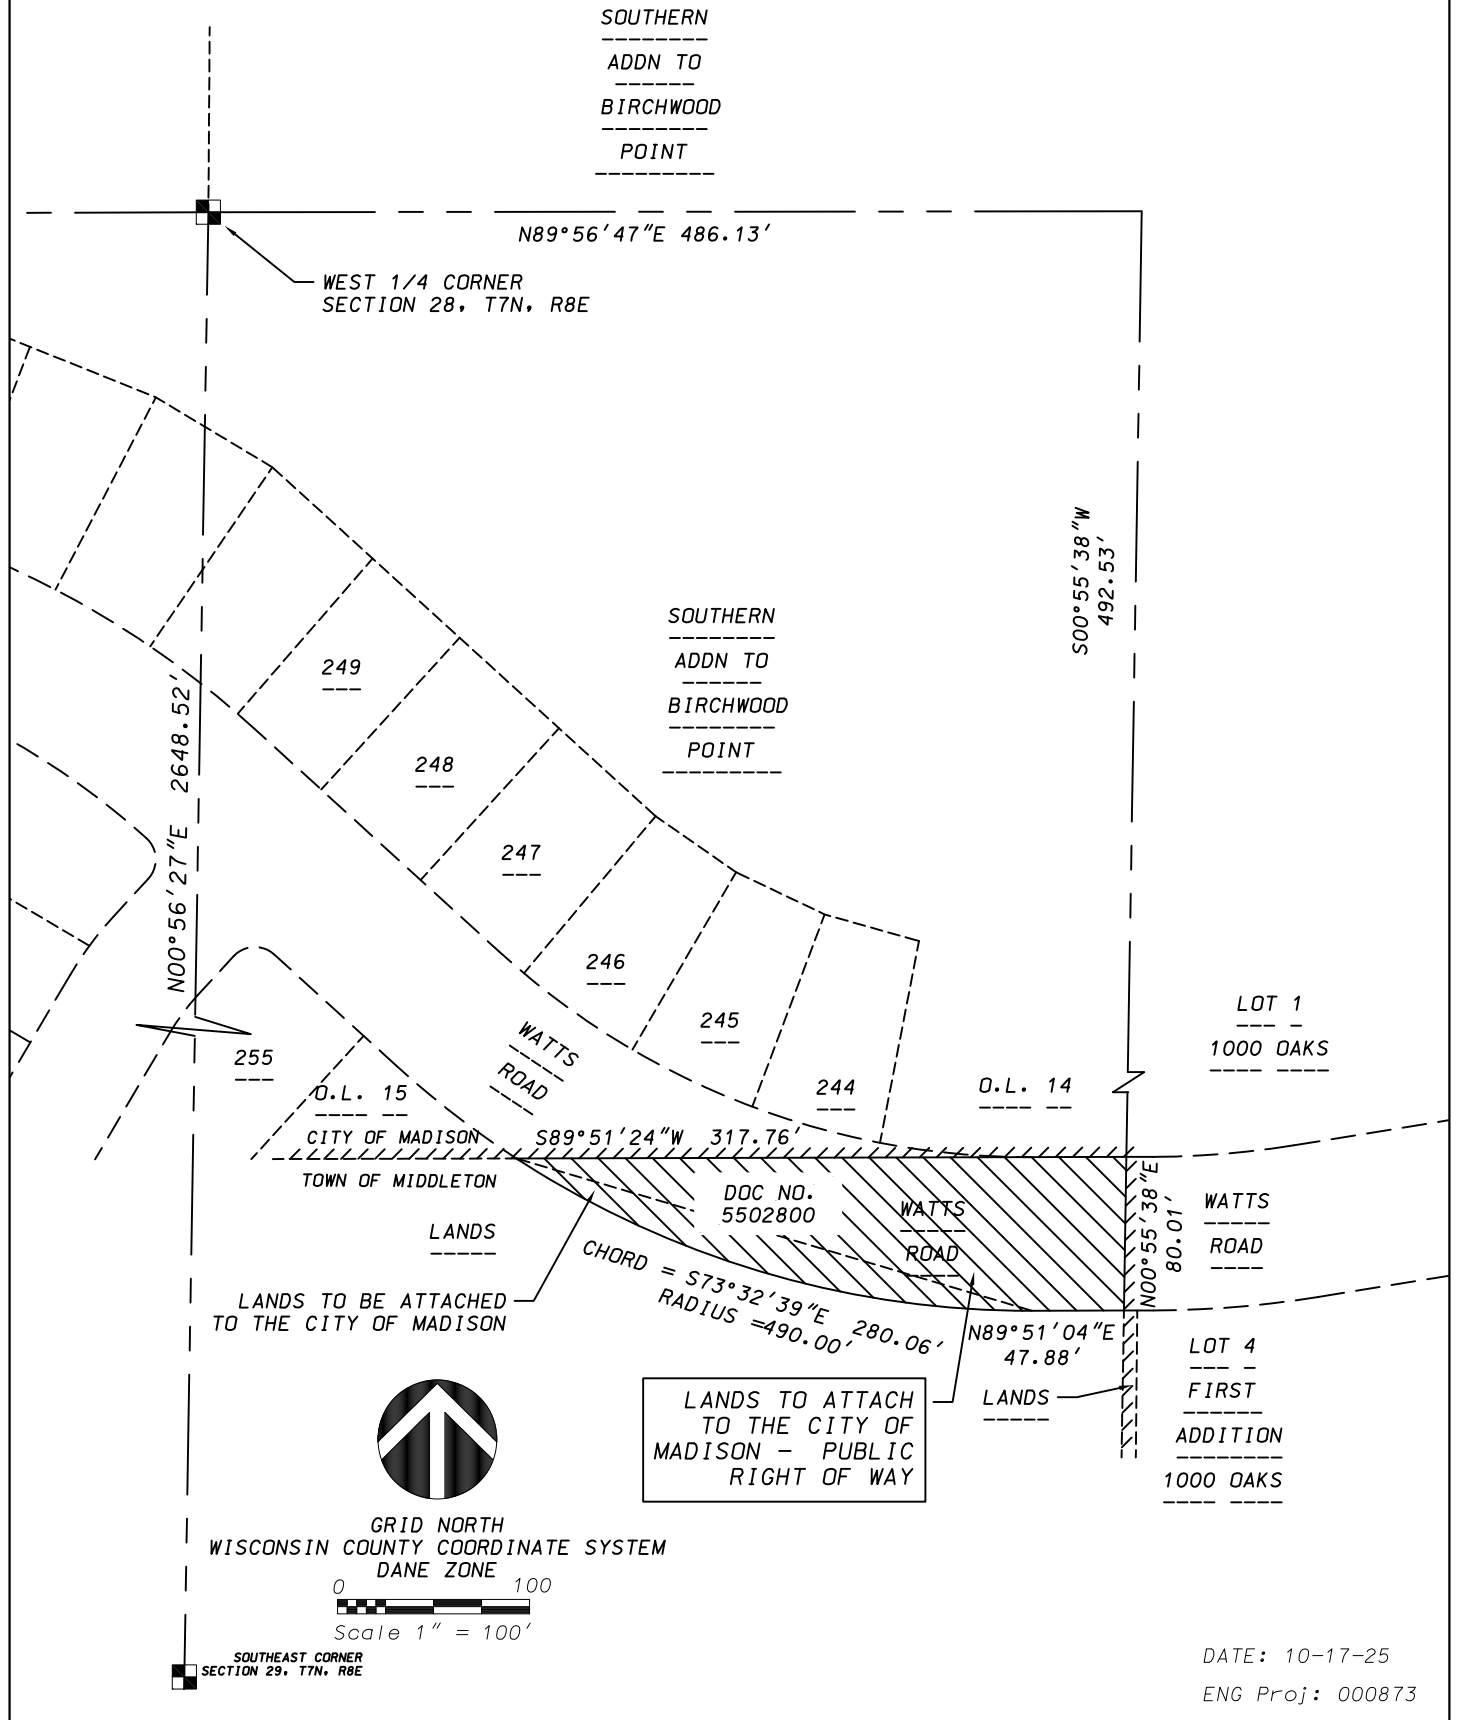 SOUTHERN
ADDN TO
BIRCHWOOD
POINT
N89°56'47"E 486.13'
WEST 1/4 CORNER
SECTION 28, T7N, R8E
S00°55'38"W
492.53'
SOUTHERN
ADDN TO
BIRCHWOOD
POINT
249
248
247
246
245
244
N00°56'27"E 2648.52'
255
O.L. 15
WATTS
ROAD
O.L. 14
LOT 1
1000 OAKS
CITY OF MADISON
S89°51'24"W 317.76'
TOWN OF MIDDLETON
LANDS
DOC NO.
5502800
WATTS
ROAD
N00°55'38"E
80.01'
WATTS
ROAD
CHORD = S73°32'39"E 280.06'
RADIUS =490.00'
LANDS TO BE ATTACHED
TO THE CITY OF MADISON
N89°51'04"E
47.88'
LANDS
LOT 4
FIRST
ADDITION
1000 OAKS
LANDS TO ATTACH
TO THE CITY OF
MADISON - PUBLIC
RIGHT OF WAY
GRID NORTH
WISCONSIN COUNTY COORDINATE SYSTEM
DANE ZONE
0 100
Scale 1" = 100'
SOUTHEAST CORNER
SECTION 29, T7N, R8E
DATE: 10-17-25
ENG Proj: 000873